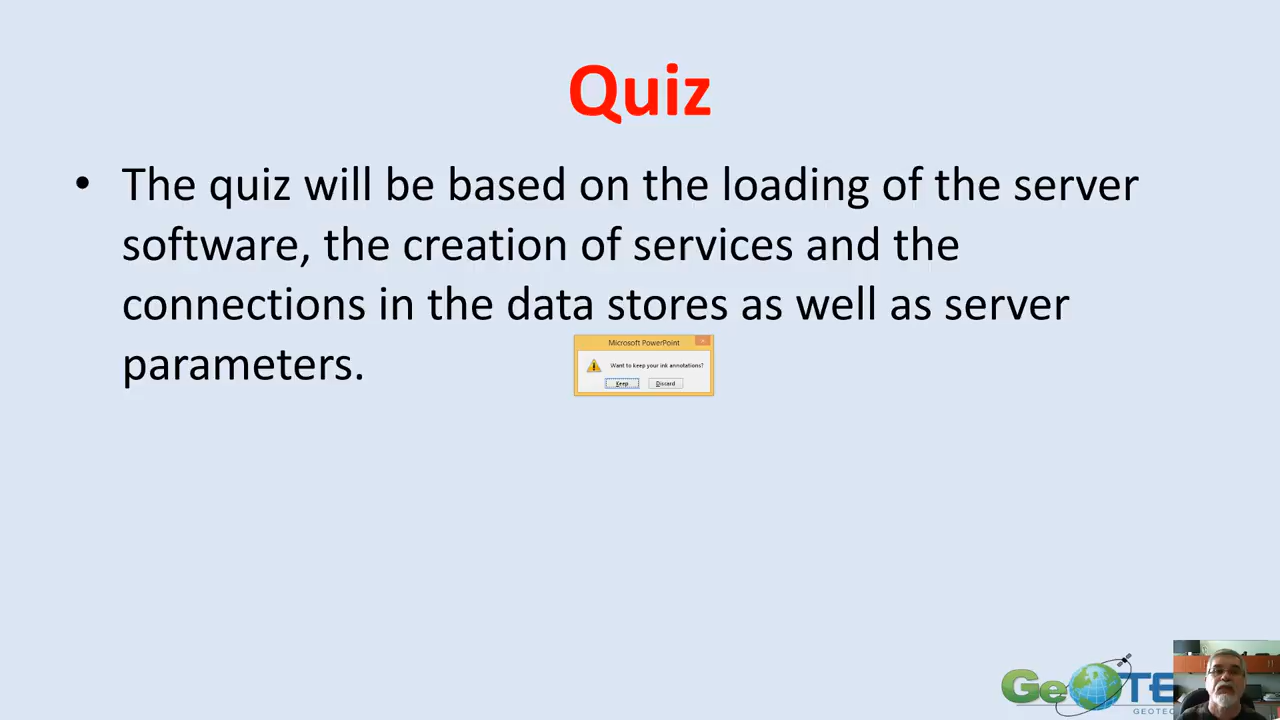 Quiz
• The quiz will be based on the loading of the server
software, the creation of services and the
connections in the data stores as well as server
parameters.
Microsoft PowerPoint
Want to keep your ink annotations?
Keep Discard
GeoTE
GEOTEC